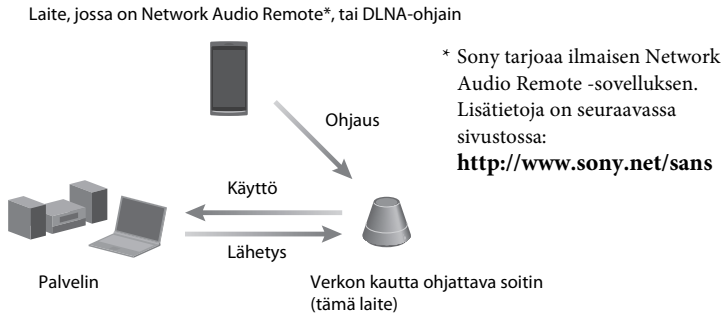 Laite, jossa on Network Audio Remote*, tai DLNA-ohjain
* Sony tarjoaa ilmaisen Network
Audio Remote -sovelluksen.
Lisätietoja on seuraavassa
sivustossa:
http://www.sony.net/sans
Ohjaus
Käyttö
Lähetys
Palvelin
Verkon kautta ohjattava soitin
(tämä laite)